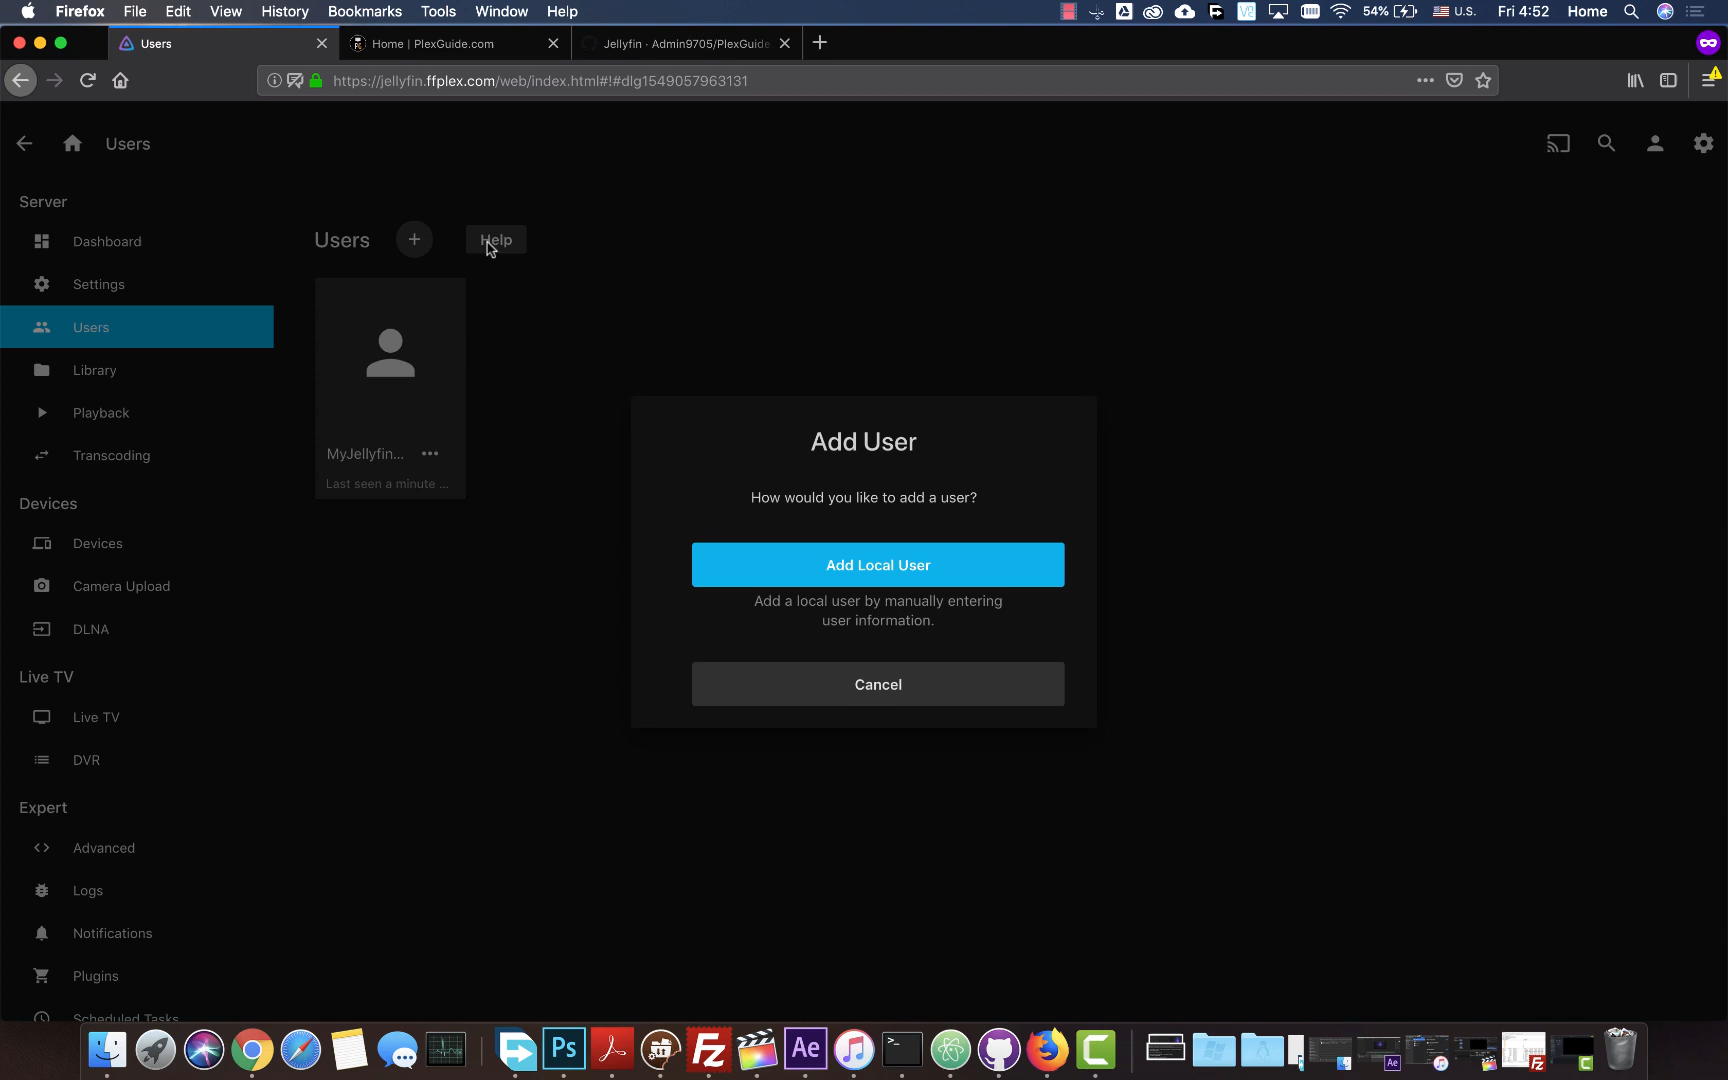 Firefox File Edit View History Bookmarks Tools Window Help
54% U.S. Fri 4:52 Home
Users
Home | PlexGuide.com
Jellyfin · Admin9705/PlexGuide
https://jellyfin.ffplex.com/web/index.html#!#dlg1549057963131
Users
Server
Dashboard
Settings
Users
Library
Playback
Transcoding
Devices
Devices
Camera Upload
DLNA
Live TV
Live TV
DVR
Expert
Advanced
Logs
Notifications
Plugins
Scheduled Tasks
Users + Help
MyJellyfin... •••
Last seen a minute ...
Add User
How would you like to add a user?
Add Local User
Add a local user by manually entering
user information.
Cancel
Ps
Fz
Ae